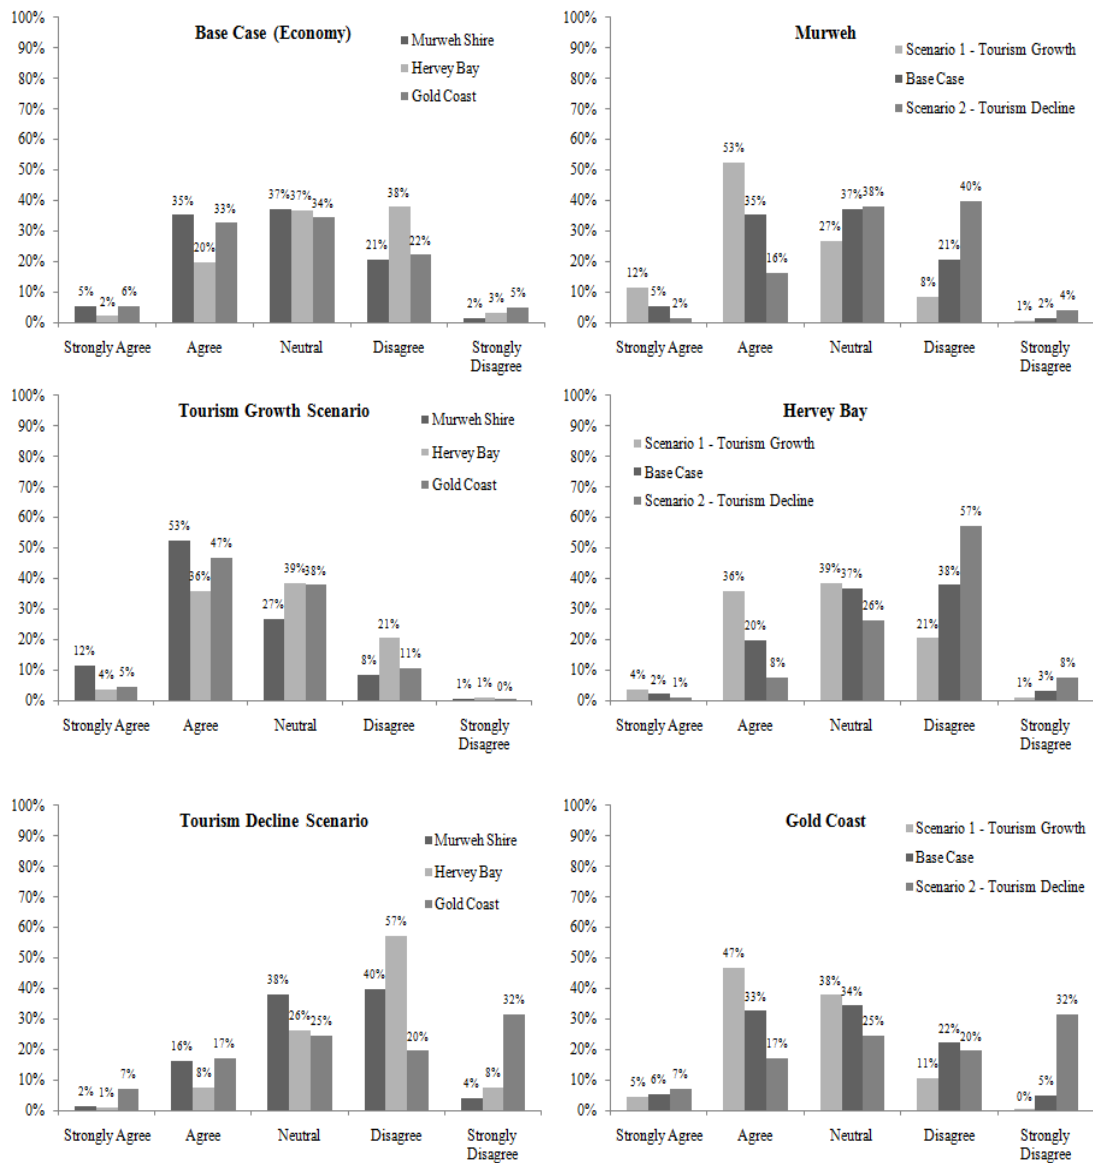 Base Case (Economy)
Murweh Shire
Hervey Bay
Gold Coast
100%
90%
80%
70%
60%
50%
40%
30%
20%
10%
0%
5% 2% 6%
35% 20% 33%
37% 37% 34%
21% 38% 22%
2% 3% 5%
Strongly Agree Agree Neutral Disagree Strongly
Disagree
Murweh
Scenario 1 - Tourism Growth
Base Case
Scenario 2 - Tourism Decline
100%
90%
80%
70%
60%
50%
40%
30%
20%
10%
0%
12% 5% 2%
53% 35% 16%
27% 37% 38%
8% 21% 40%
1% 2% 4%
Strongly Agree Agree Neutral Disagree Strongly
Disagree
Tourism Growth Scenario
Murweh Shire
Hervey Bay
Gold Coast
100%
90%
80%
70%
60%
50%
40%
30%
20%
10%
0%
12% 4% 5%
53% 36% 47%
27% 39% 38%
8% 21% 11%
1% 1% 0%
Strongly Agree Agree Neutral Disagree Strongly
Disagree
Hervey Bay
Scenario 1 - Tourism Growth
Base Case
Scenario 2 - Tourism Decline
100%
90%
80%
70%
60%
50%
40%
30%
20%
10%
0%
4% 2% 1%
36% 20% 8%
39% 37% 26%
21% 38% 57%
1% 3% 8%
Strongly Agree Agree Neutral Disagree Strongly
Disagree
Tourism Decline Scenario
Murweh Shire
Hervey Bay
Gold Coast
100%
90%
80%
70%
60%
50%
40%
30%
20%
10%
0%
2% 1% 7%
16% 8% 17%
38% 26% 25%
40% 57% 20%
4% 8% 32%
Strongly Agree Agree Neutral Disagree Strongly
Disagree
Gold Coast
Scenario 1 - Tourism Growth
Base Case
Scenario 2 - Tourism Decline
100%
90%
80%
70%
60%
50%
40%
30%
20%
10%
0%
5% 6% 7%
47% 33% 17%
38% 34% 25%
11% 22% 20%
0% 5% 32%
Strongly Agree Agree Neutral Disagree Strongly
Disagree